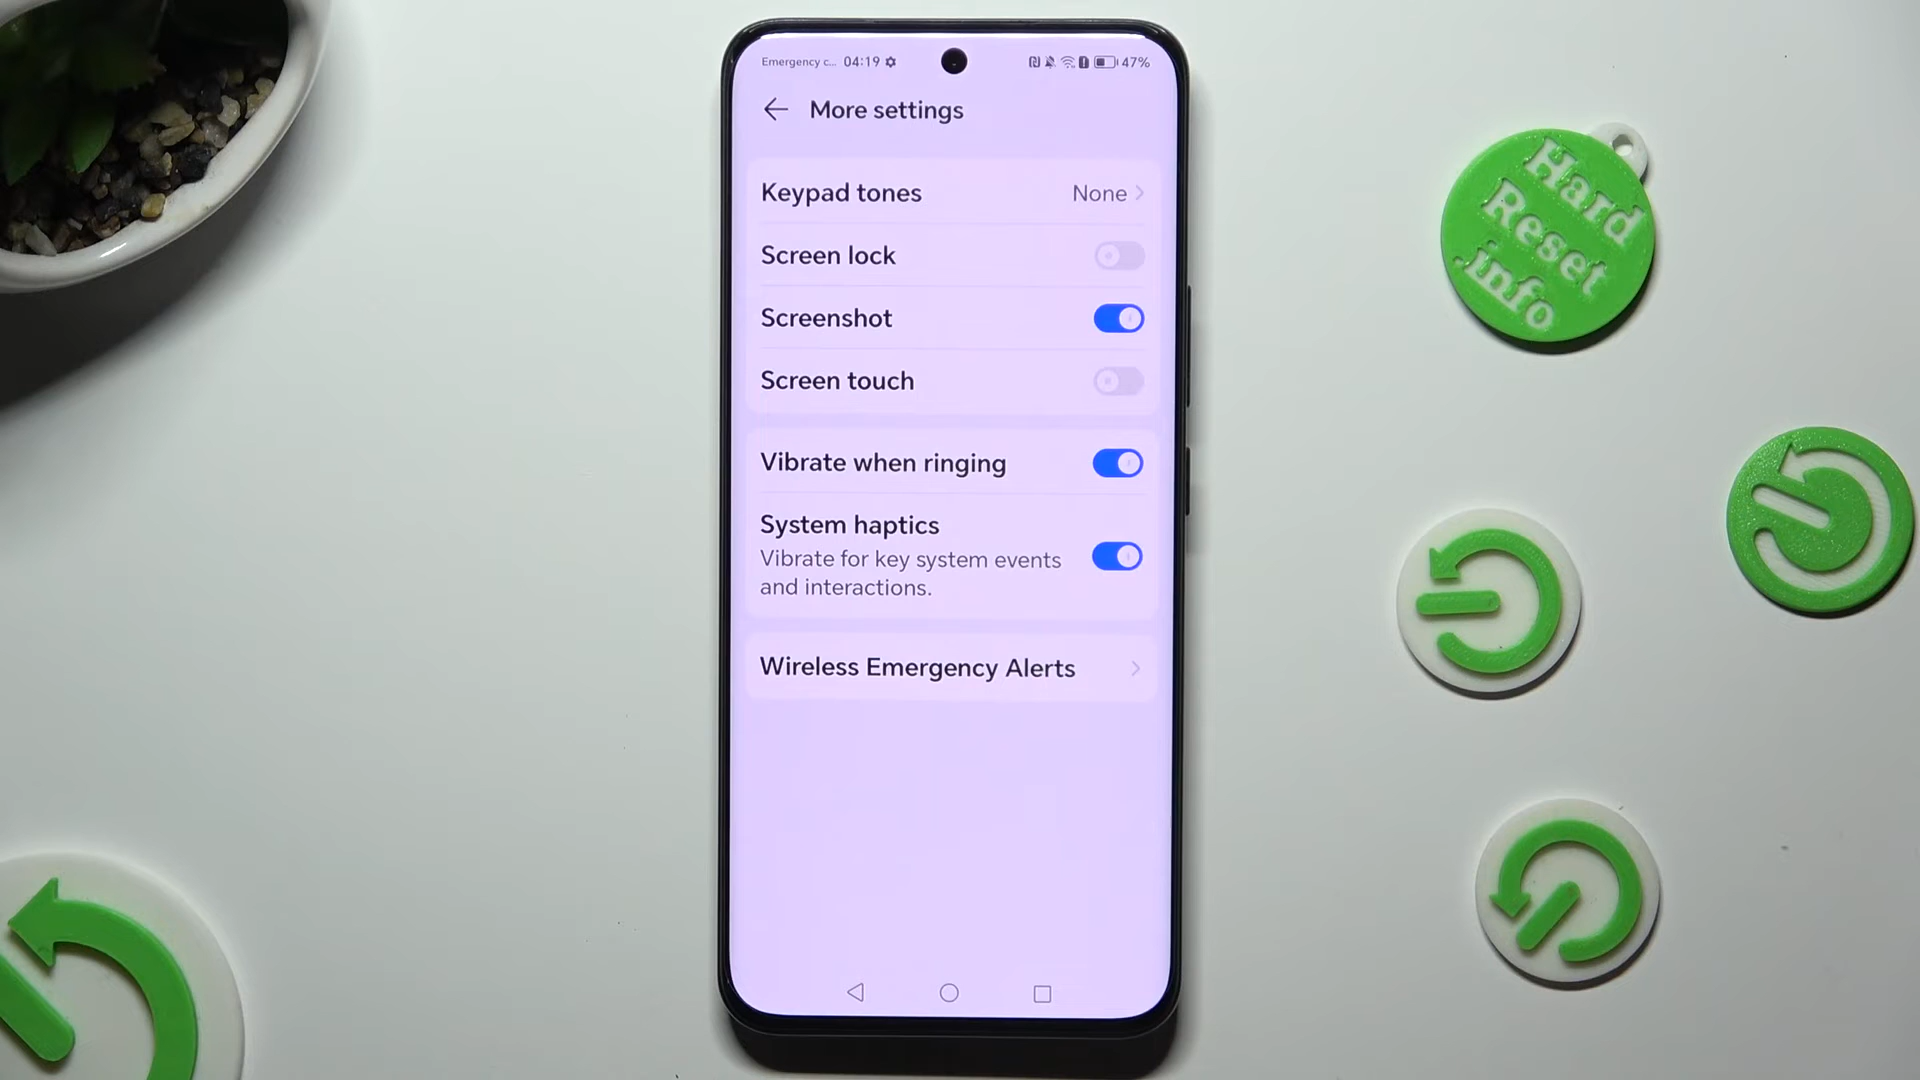 Emergency c... 04:19 47%
More settings
Keypad tones None
Screen lock
Screenshot
Screen touch
Vibrate when ringing
System haptics
Vibrate for key system events
and interactions.
Wireless Emergency Alerts
Hard
Reset
.info